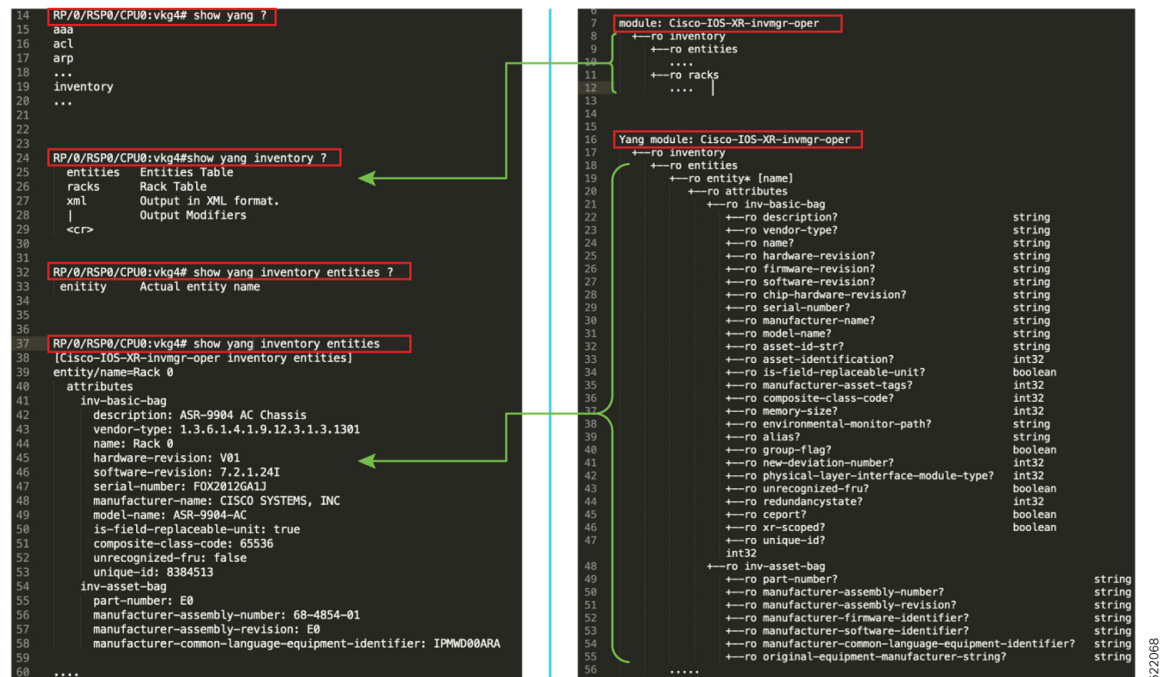 14 RP/0/RSP0/CPU0:vkg4# show yang ?
15 aaa
16 acl
17 arp
18 ...
19 inventory
20 ...
21
22
23
24 RP/0/RSP0/CPU0:vkg4#show yang inventory ?
25 entities Entities Table
26 racks Rack Table
27 xml Output in XML format.
28 | Output Modifiers
29 <cr>
30
31
32 RP/0/RSP0/CPU0:vkg4# show yang inventory entities ?
33 enitity Actual entity name
34
35
36
37 RP/0/RSP0/CPU0:vkg4# show yang inventory entities
38 [Cisco-IOS-XR-invmgr-oper inventory entities]
39 entity/name=Rack 0
40 attributes
41 inv-basic-bag
42 description: ASR-9904 AC Chassis
43 vendor-type: 1.3.6.1.4.1.9.12.3.1.3.1301
44 name: Rack 0
45 hardware-revision: V01
46 software-revision: 7.2.1.24I
47 serial-number: FOX2012GA1J
48 manufacturer-name: CISCO SYSTEMS, INC
49 model-name: ASR-9904-AC
50 is-field-replaceable-unit: true
51 composite-class-code: 65536
52 unrecognized-fru: false
53 unique-id: 8384513
54 inv-asset-bag
55 part-number: E0
56 manufacturer-assembly-number: 68-4854-01
57 manufacturer-assembly-revision: E0
58 manufacturer-common-language-equipment-identifier: IPMWD00ARA
59
60 ....
6
7 module: Cisco-IOS-XR-invmgr-oper
8 +--ro inventory
9 +--ro entities
10 ....
11 +--ro racks
12 ....
13
14
15
16 Yang module: Cisco-IOS-XR-invmgr-oper
17 +--ro inventory
18 +--ro entities
19 +--ro entity* [name]
20 +--ro attributes
21 +--ro inv-basic-bag
22 +--ro description? string
23 +--ro vendor-type? string
24 +--ro name? string
25 +--ro hardware-revision? string
26 +--ro firmware-revision? string
27 +--ro software-revision? string
28 +--ro chip-hardware-revision? string
29 +--ro serial-number? string
30 +--ro manufacturer-name? string
31 +--ro model-name? string
32 +--ro asset-id-str? string
33 +--ro asset-identification? int32
34 +--ro is-field-replaceable-unit? boolean
35 +--ro manufacturer-asset-tags? int32
36 +--ro composite-class-code? int32
37 +--ro memory-size? int32
38 +--ro environmental-monitor-path? string
39 +--ro alias? string
40 +--ro group-flag? boolean
41 +--ro new-deviation-number? int32
42 +--ro physical-layer-interface-module-type? int32
43 +--ro unrecognized-fru? boolean
44 +--ro redundancystate? int32
45 +--ro ceport? boolean
46 +--ro xr-scoped? boolean
47 +--ro unique-id?
int32
48 +--ro inv-asset-bag
49 +--ro part-number? string
50 +--ro manufacturer-assembly-number? string
51 +--ro manufacturer-assembly-revision? string
52 +--ro manufacturer-firmware-identifier? string
53 +--ro manufacturer-software-identifier? string
54 +--ro manufacturer-common-language-equipment-identifier? string
55 +--ro original-equipment-manufacturer-string? string
56 .....